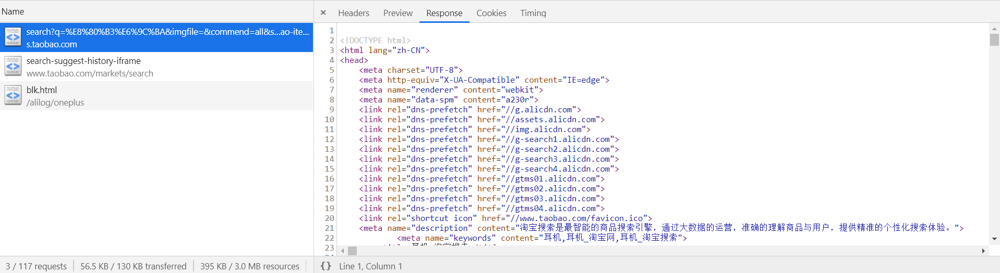 Name
search?q=%E8%80%B3%E6%9C%BA&imgfile=&commend=all&s...ao-ite...
s.taobao.com
search-suggest-history-iframe
www.taobao.com/markets/search
blk.html
/alilog/oneplus
3 / 117 requests 56.5 KB / 130 KB transferred 395 KB / 3.0 MB resources
× Headers Preview Response Cookies Timing
1
2 <!DOCTYPE html>
3 <html lang="zh-CN">
4 <head>
5 <meta charset="UTF-8">
6 <meta http-equiv="X-UA-Compatible" content="IE=edge">
7 <meta name="renderer" content="webkit">
8 <meta name="data-spm" content="a230r">
9 <link rel="dns-prefetch" href="//g.alicdn.com">
10 <link rel="dns-prefetch" href="//assets.alicdn.com">
11 <link rel="dns-prefetch" href="//img.alicdn.com">
12 <link rel="dns-prefetch" href="//g-search1.alicdn.com">
13 <link rel="dns-prefetch" href="//g-search2.alicdn.com">
14 <link rel="dns-prefetch" href="//g-search3.alicdn.com">
15 <link rel="dns-prefetch" href="//g-search4.alicdn.com">
16 <link rel="dns-prefetch" href="//gtms01.alicdn.com">
17 <link rel="dns-prefetch" href="//gtms02.alicdn.com">
18 <link rel="dns-prefetch" href="//gtms03.alicdn.com">
19 <link rel="dns-prefetch" href="//gtms04.alicdn.com">
20 <link rel="shortcut icon" href="//www.taobao.com/favicon.ico">
21 <meta name="description" content="淘宝搜索是最智能的商品搜索引擎，通过大数据的运营，准确的理解商品与用户，提供精准的个性化搜索体验。">
22 <meta name="keywords" content="耳机,耳机_淘宝网,耳机_淘宝搜索">
23
{} Line 1, Column 1